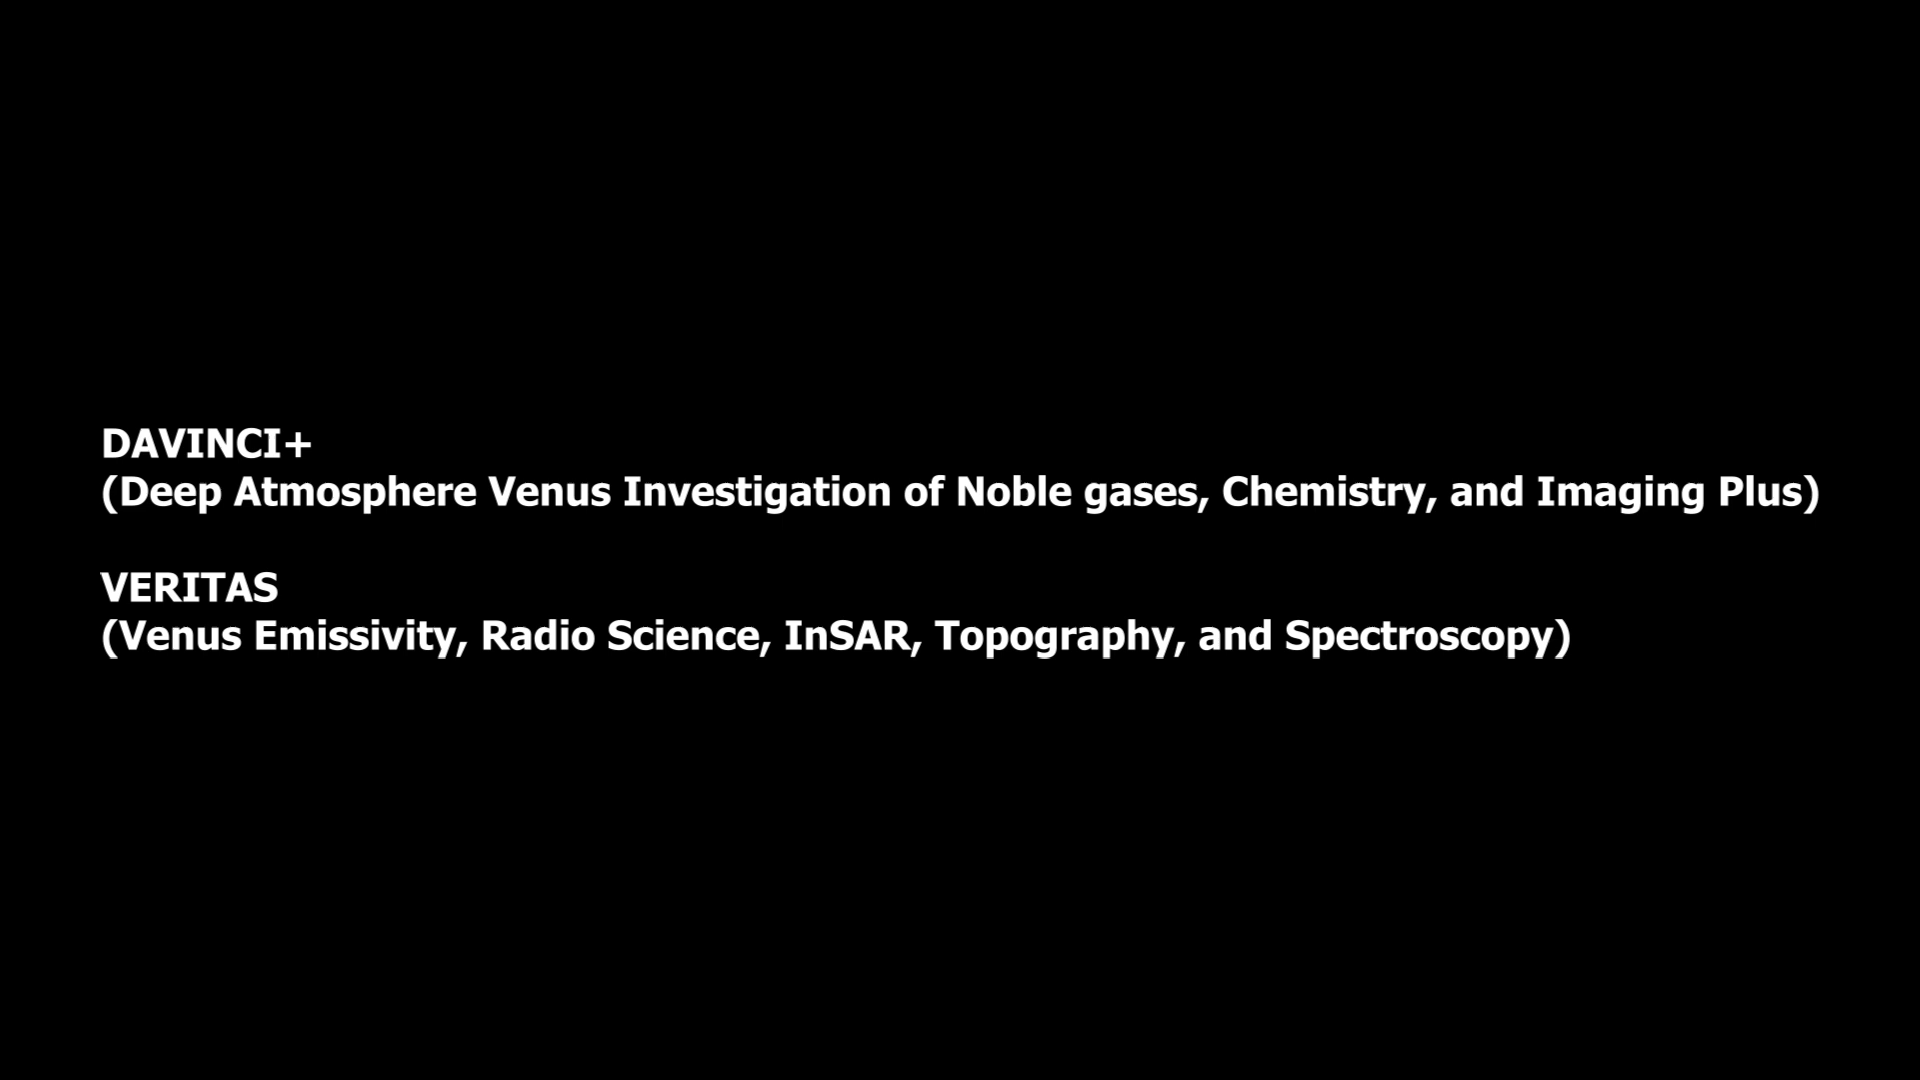 DAVINCI+
(Deep Atmosphere Venus Investigation of Noble gases, Chemistry, and Imaging Plus)
VERITAS
(Venus Emissivity, Radio Science, InSAR, Topography, and Spectroscopy)